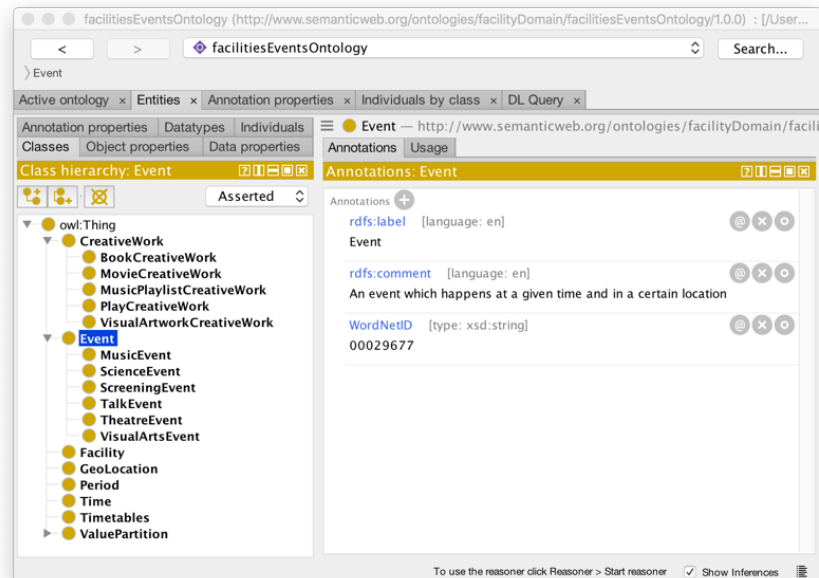 facilitiesEventsOntology (http://www.semanticweb.org/ontologies/facilityDomain/facilitiesEventsOntology/1.0.0) : [/User...
< > facilitiesEventsOntology Search...
Event
Active ontology × Entities × Annotation properties × Individuals by class × DL Query ×
Annotation properties Datatypes Individuals
Classes Object properties Data properties
Class hierarchy: Event
Asserted
owl:Thing
CreativeWork
BookCreativeWork
MovieCreativeWork
MusicPlaylistCreativeWork
PlayCreativeWork
VisualArtworkCreativeWork
Event
MusicEvent
ScienceEvent
ScreeningEvent
TalkEvent
TheatreEvent
VisualArtsEvent
Facility
GeoLocation
Period
Time
Timetables
ValuePartition
Event — http://www.semanticweb.org/ontologies/facilityDomain/facili
Annotations Usage
Annotations: Event
Annotations
rdfs:label [language: en]
Event
rdfs:comment [language: en]
An event which happens at a given time and in a certain location
WordNetID [type: xsd:string]
00029677
To use the reasoner click Reasoner > Start reasoner Show Inferences